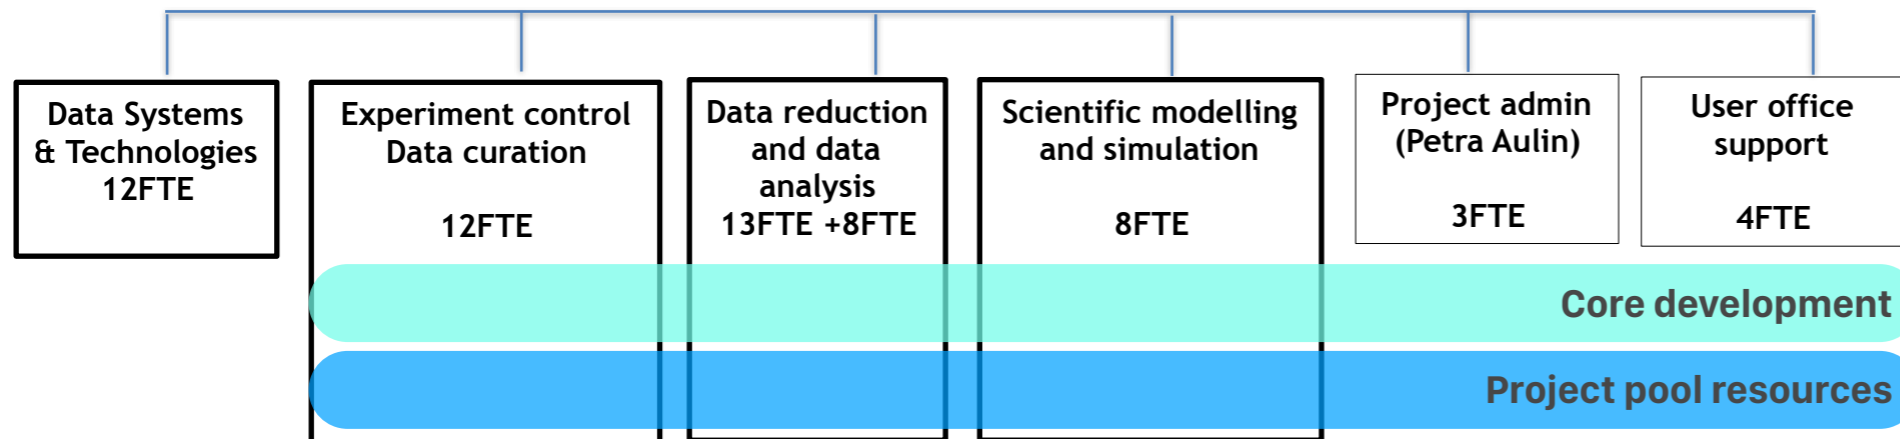 Data Systems
& Technologies
12FTE
Experiment control
Data curation
12FTE
Data reduction
and data
analysis
13FTE +8FTE
Scientific modelling
and simulation
8FTE
Project admin
(Petra Aulin)
3FTE
User office
support
4FTE
Core development
Project pool resources